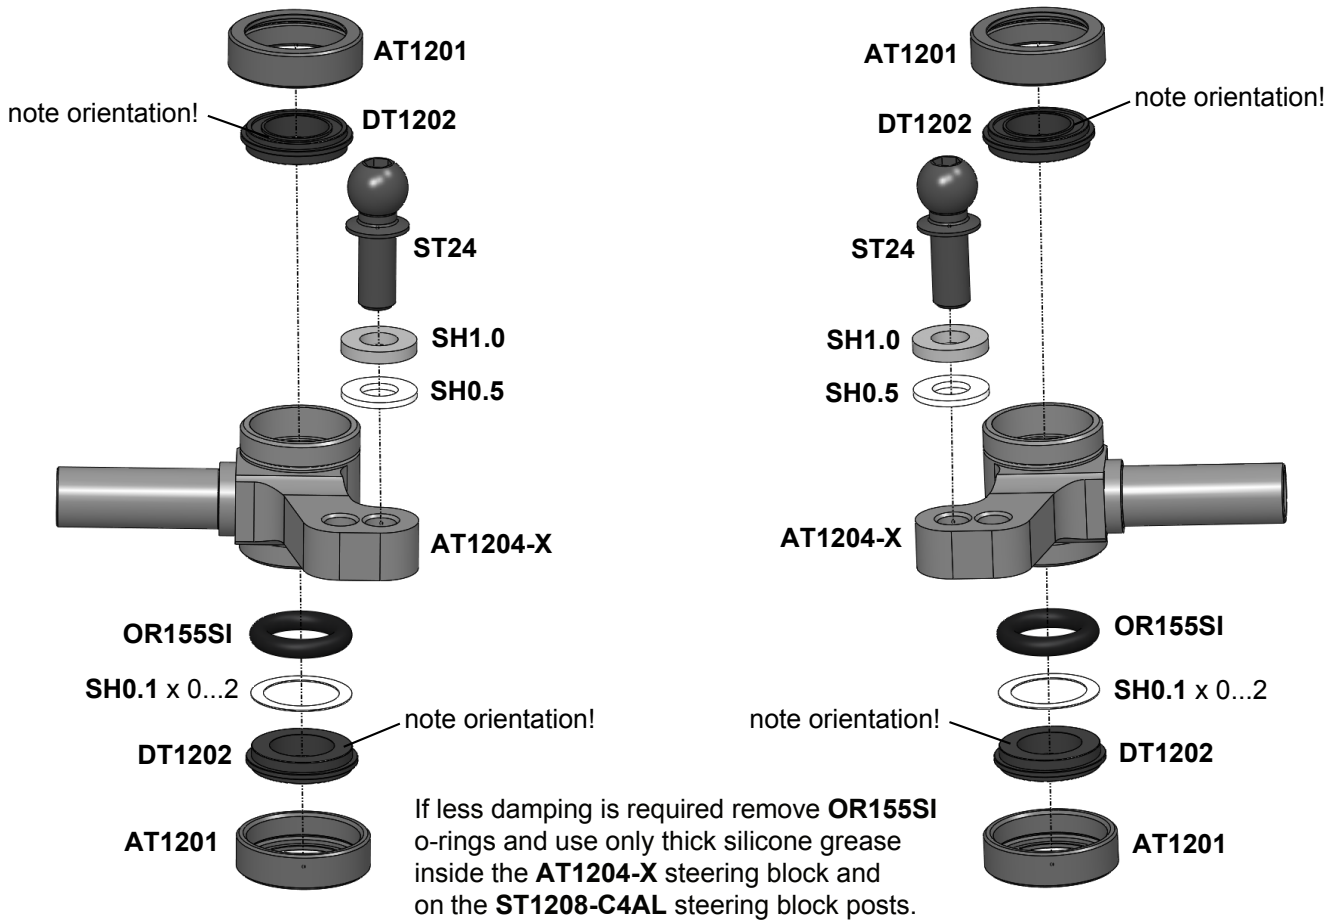 AT1201
note orientation!
DT1202
ST24
SH1.0
SH0.5
AT1204-X
OR155SI
SH0.1 x 0...2
note orientation!
DT1202
AT1201
AT1201
note orientation!
DT1202
ST24
SH1.0
SH0.5
AT1204-X
OR155SI
SH0.1 x 0...2
note orientation!
DT1202
AT1201
If less damping is required remove OR155SI
o-rings and use only thick silicone grease
inside the AT1204-X steering block and
on the ST1208-C4AL steering block posts.